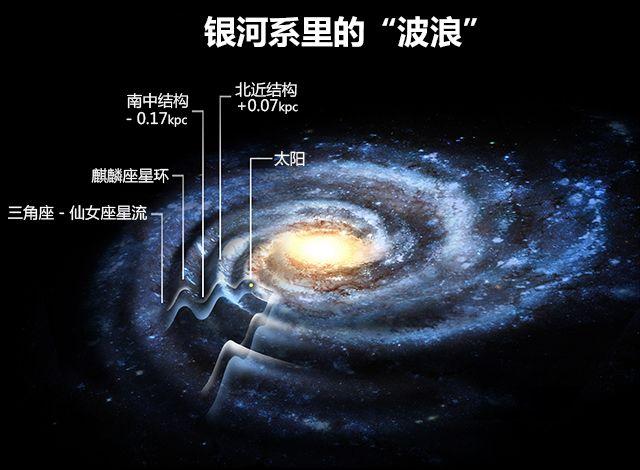 银河系里的“波浪”
北近结构
+0.07kpc
南中结构
- 0.17kpc
太阳
麒麟座星环
三角座 - 仙女座星流